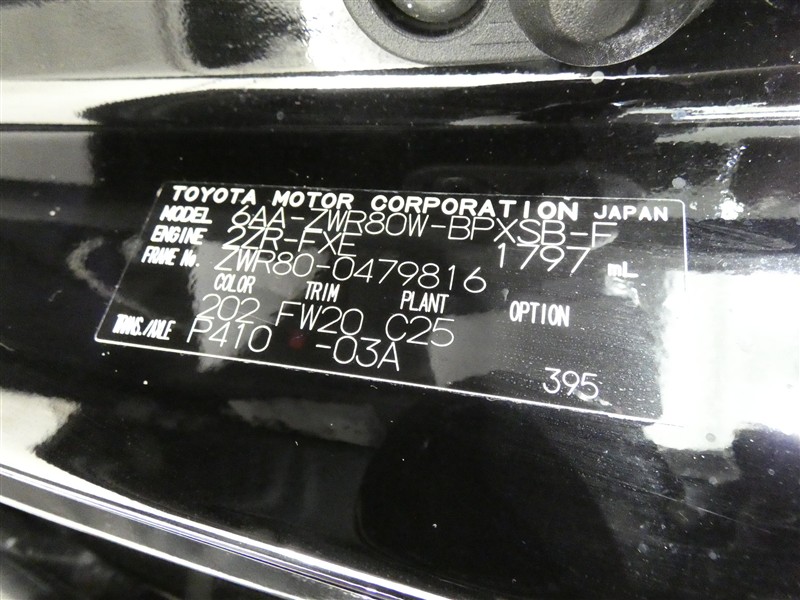 TOYOTA MOTOR CORPORATION JAPAN
MODEL 6AA-ZWR80W-BPXSB-F
ENGINE 2ZR-FXE 1797 mL
FRAME No. ZWR80-0479816
COLOR TRIM PLANT OPTION
202 FW20 C25
TRANS./AXLE P410 -03A
395